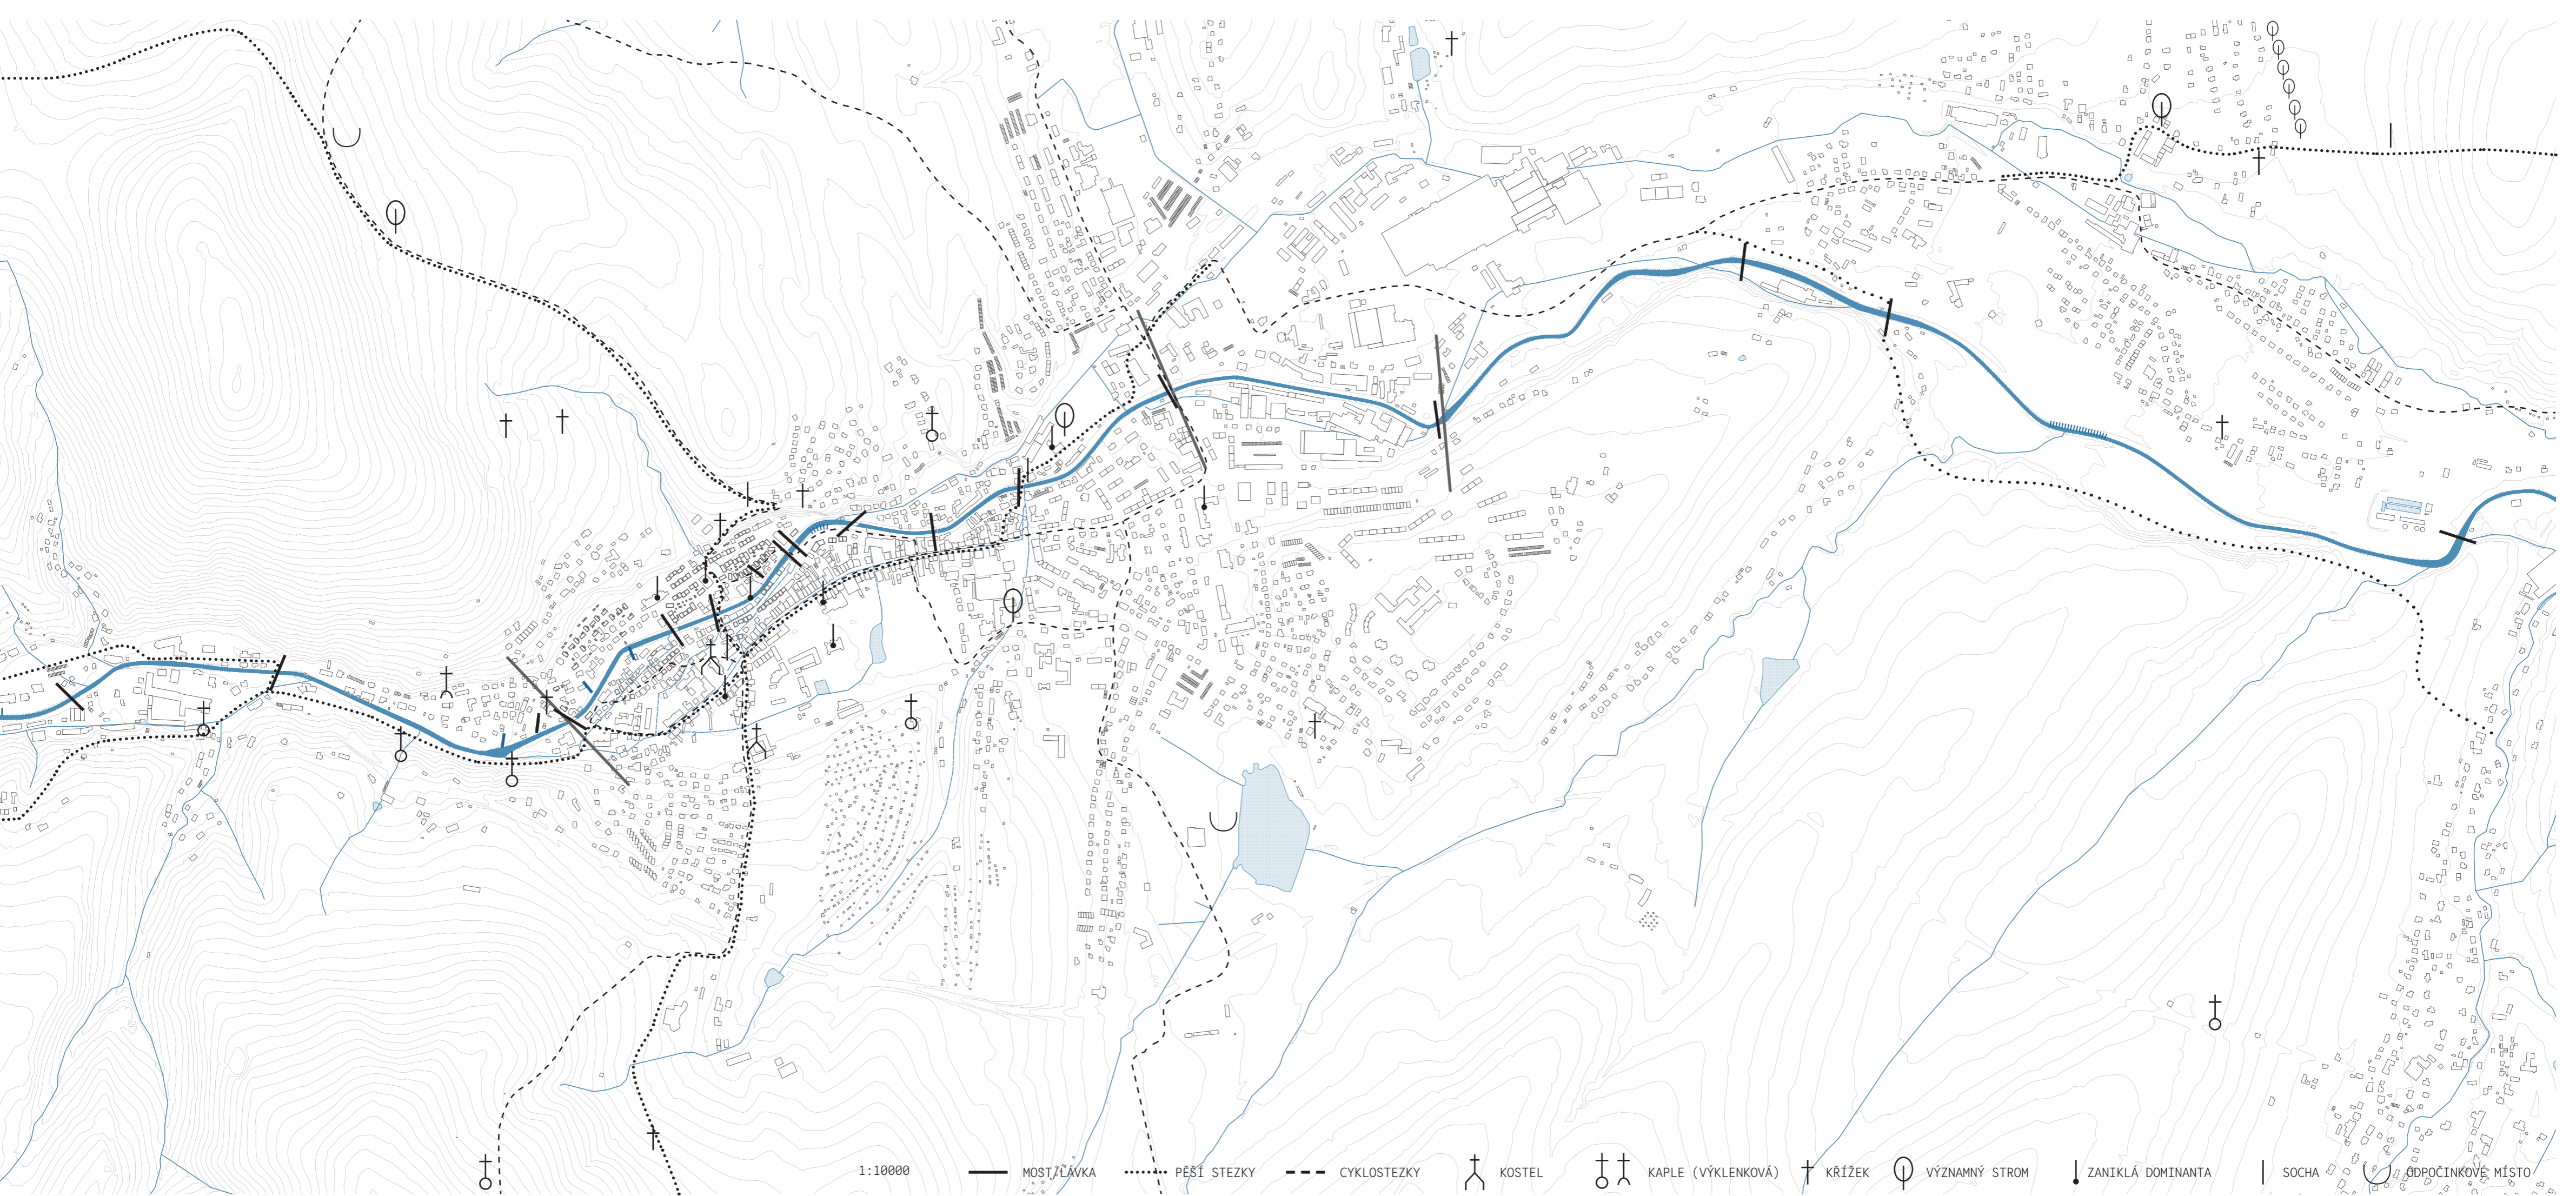 1:10000 MOST/LÁVKA PĚŠÍ STEZKY CYKLOSTEZKY KOSTEL KAPLE (VÝKLENKOVÁ) KŘÍŽEK VÝZNAMNÝ STROM ZANIKLÁ DOMINANTA SOCHA ODPOČINKOVÉ MÍSTO